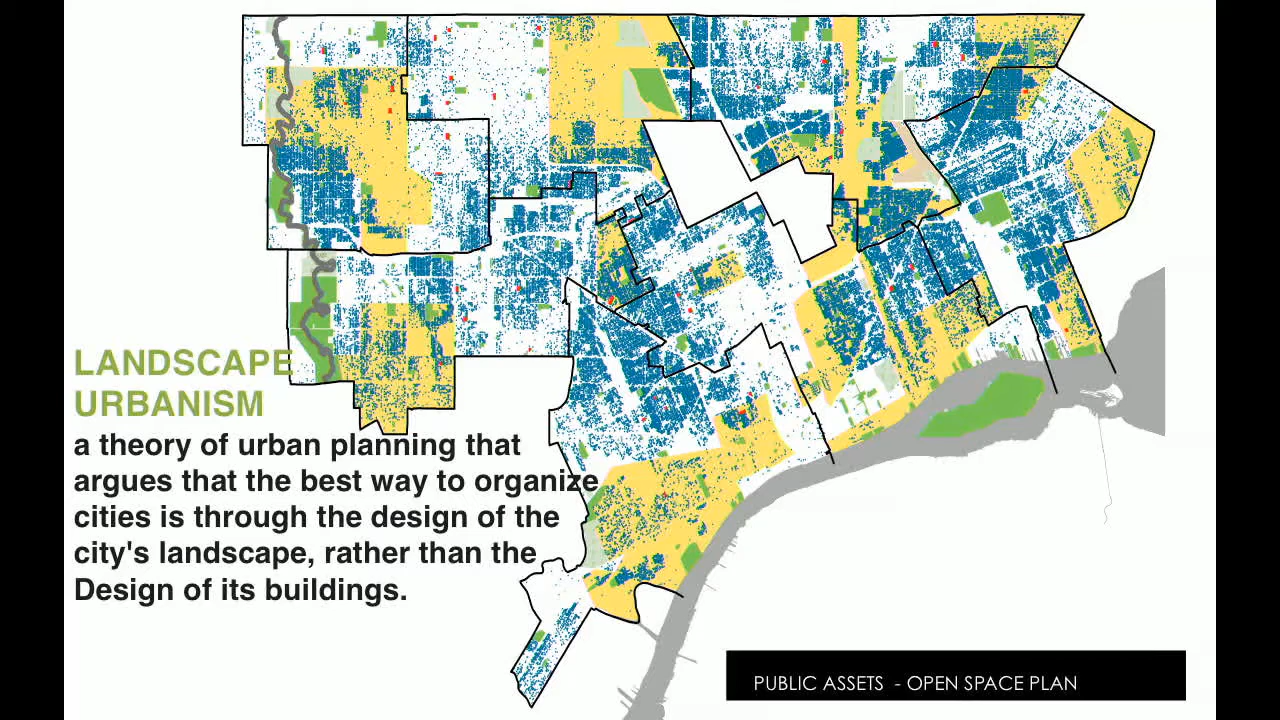 LANDSCAPE
URBANISM
a theory of urban planning that
argues that the best way to organize
cities is through the design of the
city's landscape, rather than the
Design of its buildings.
PUBLIC ASSETS - OPEN SPACE PLAN